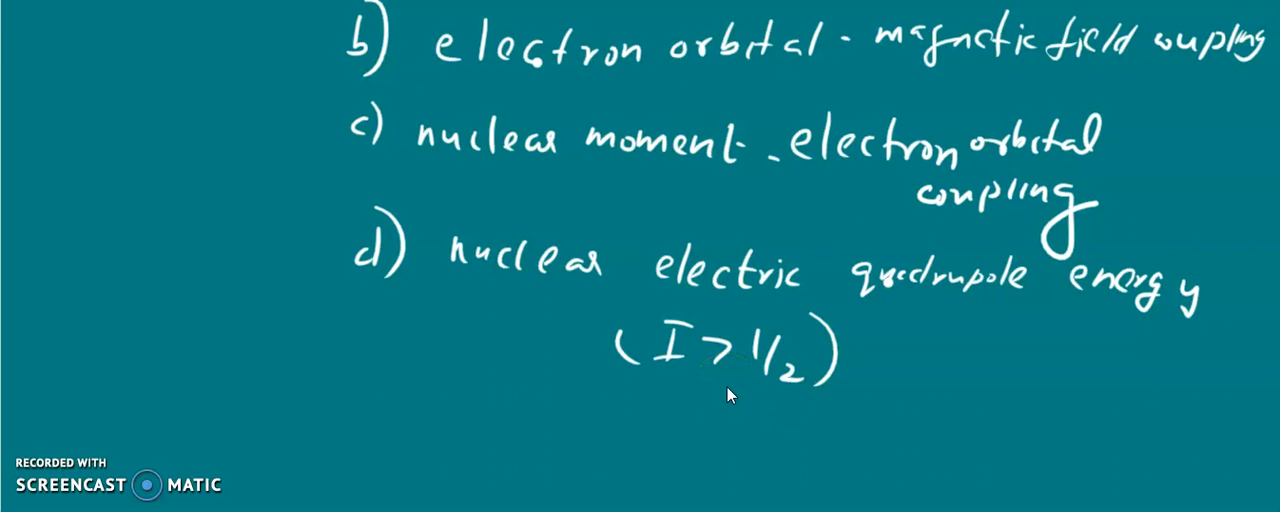 b) electron orbital - magnetic field coupling
c) nuclear moment - electron orbital
coupling
d) nuclear electric quadrupole energy
(I > 1/2)
RECORDED WITH
SCREENCAST MATIC